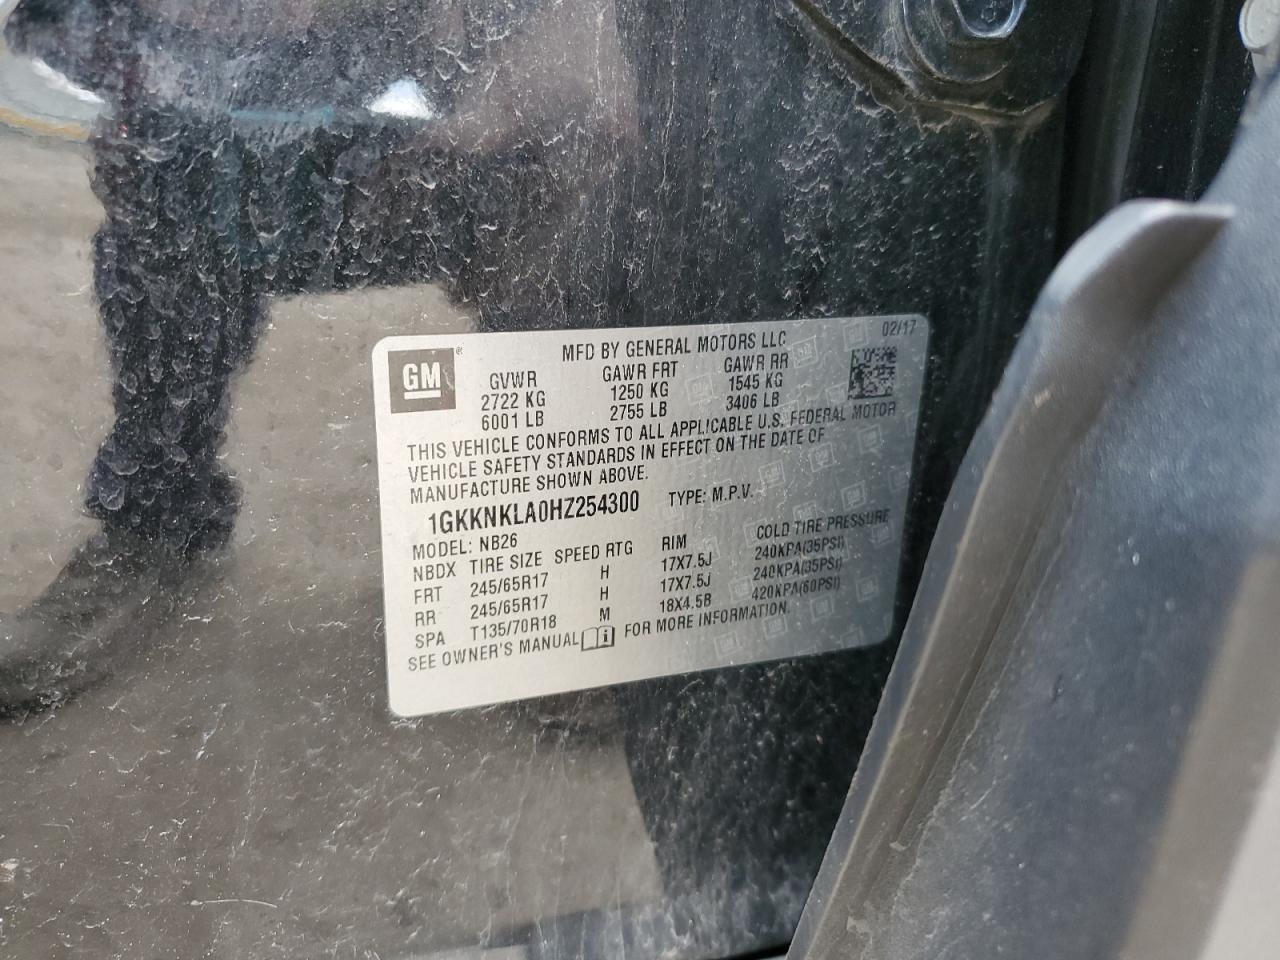 02/17
MFD BY GENERAL MOTORS LLC
GM ®
GVWR GAWR FRT GAWR RR
2722 KG 1250 KG 1545 KG
6001 LB 2755 LB 3406 LB
THIS VEHICLE CONFORMS TO ALL APPLICABLE U.S. FEDERAL MOTOR
VEHICLE SAFETY STANDARDS IN EFFECT ON THE DATE OF
MANUFACTURE SHOWN ABOVE.
1GKKNKLA0HZ254300 TYPE: M.P.V.
MODEL: NB26
NBDX TIRE SIZE SPEED RTG RIM COLD TIRE PRESSURE
FRT 245/65R17 H 17X7.5J 240KPA(35PSI)
RR 245/65R17 H 17X7.5J 240KPA(35PSI)
SPA T135/70R18 M 18X4.5B 420KPA(60PSI)
SEE OWNER'S MANUAL i FOR MORE INFORMATION.